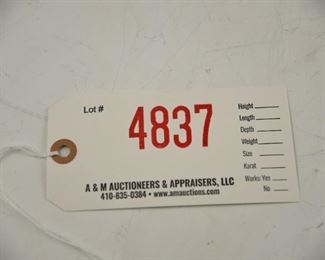 Lot #
4837
Height
Length
Depth
Weight
Size
Karat
Works: Yes
No
A & M AUCTIONEERS & APPRAISERS, LLC
410-835-0384 • www.amauctions.com